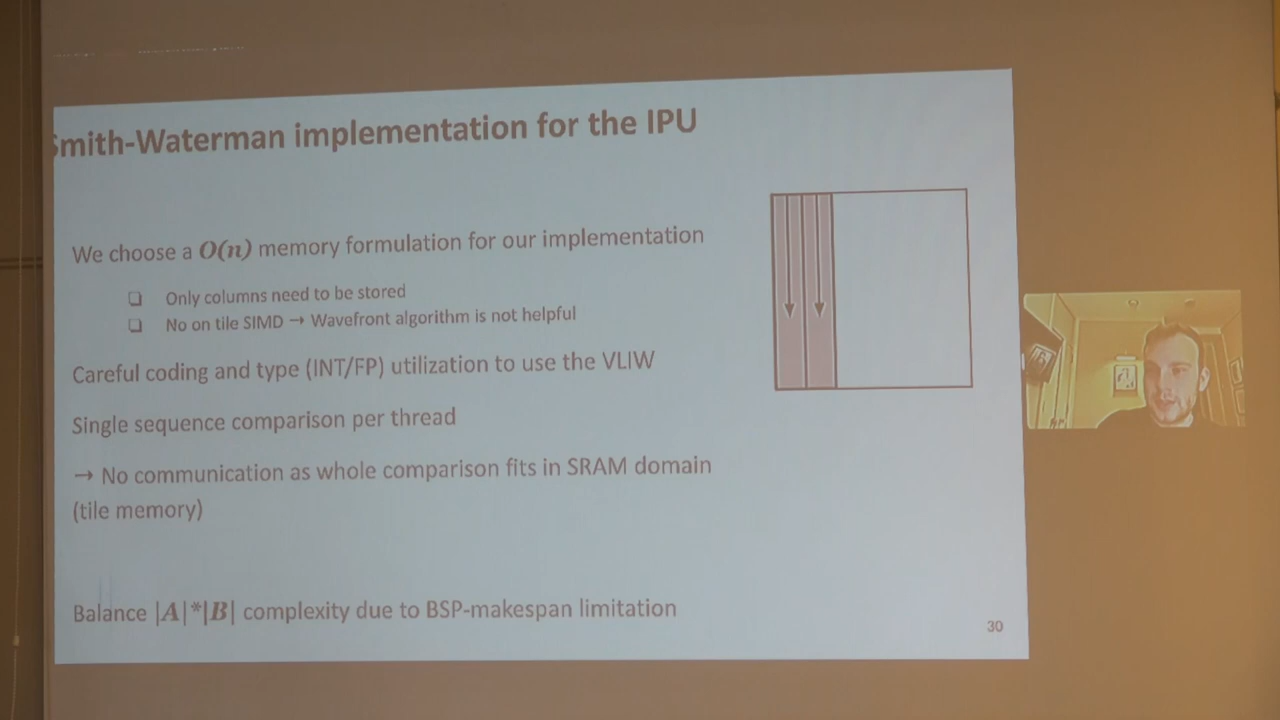 Smith-Waterman implementation for the IPU
We choose a O(n) memory formulation for our implementation
❏ Only columns need to be stored
❏ No on tile SIMD → Wavefront algorithm is not helpful
Careful coding and type (INT/FP) utilization to use the VLIW
Single sequence comparison per thread
→ No communication as whole comparison fits in SRAM domain
(tile memory)
Balance |A|*|B| complexity due to BSP-makespan limitation
30